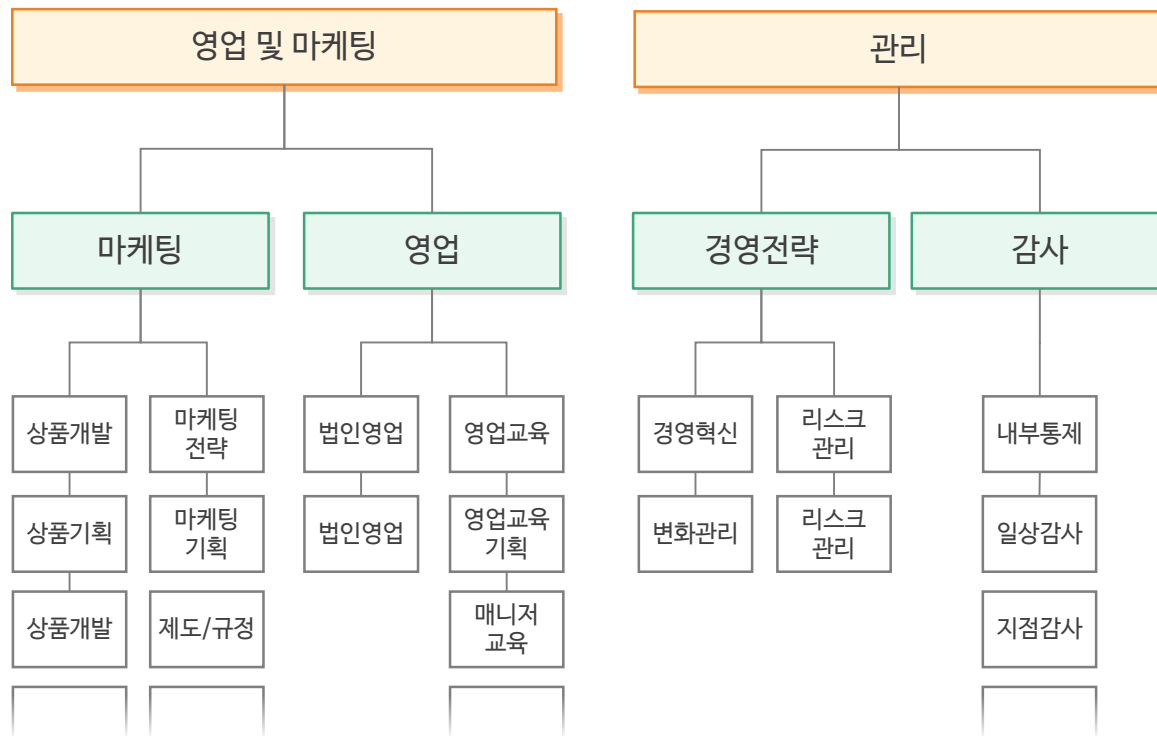 영업 및 마케팅
관리
마케팅
영업
경영전략
감사
상품개발
마케팅
전략
법인영업
영업교육
경영혁신
리스크
관리
내부통제
상품기획
마케팅
기획
법인영업
영업교육
기획
변화관리
리스크
관리
일상감사
상품개발
제도/규정
매니저
교육
지점감사